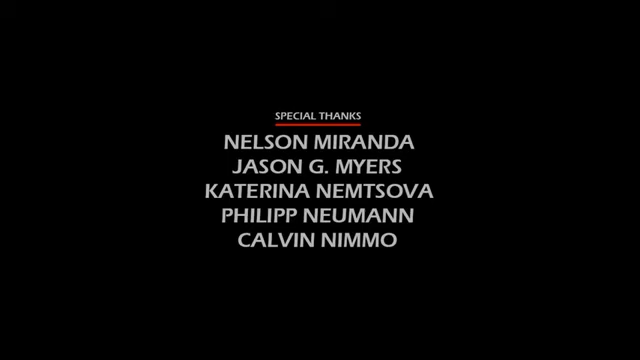 SPECIAL THANKS
NELSON MIRANDA
JASON G. MYERS
KATERINA NEMTSOVA
PHILIPP NEUMANN
CALVIN NIMMO